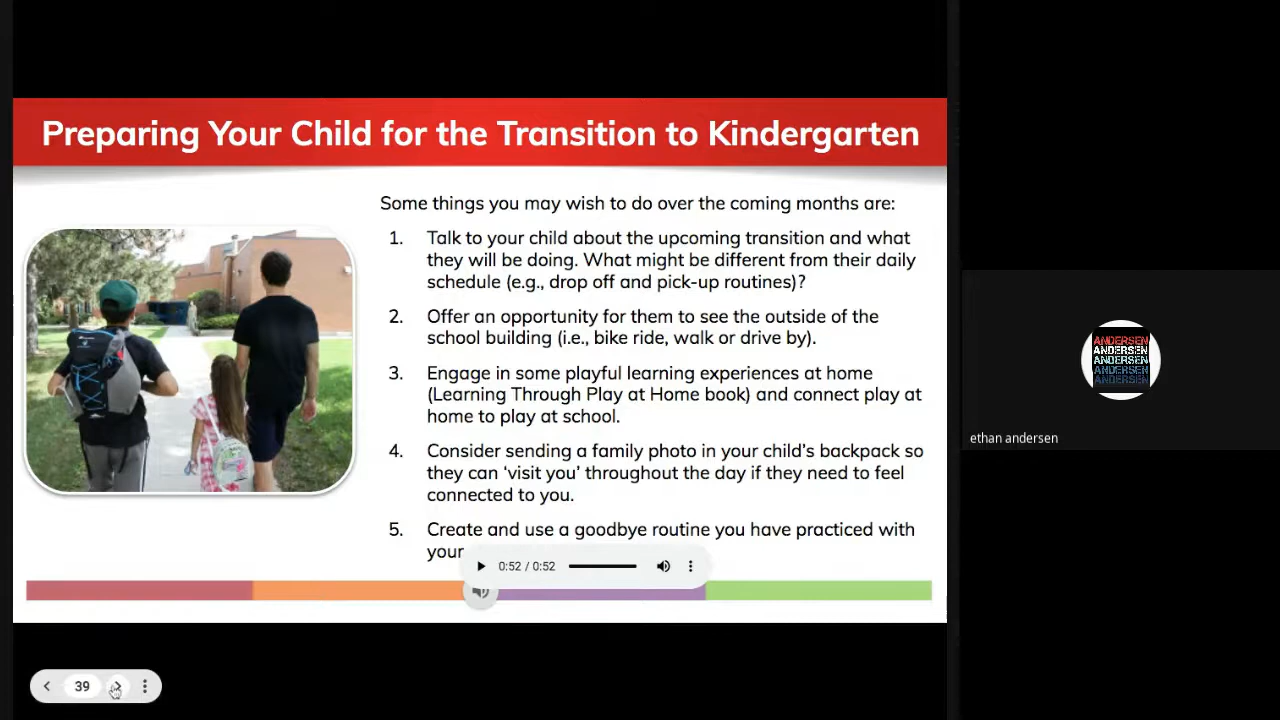 Preparing Your Child for the Transition to Kindergarten
Some things you may wish to do over the coming months are:
1. Talk to your child about the upcoming transition and what
they will be doing. What might be different from their daily
schedule (e.g., drop off and pick-up routines)?
2. Offer an opportunity for them to see the outside of the
school building (i.e., bike ride, walk or drive by).
3. Engage in some playful learning experiences at home
(Learning Through Play at Home book) and connect play at
home to play at school.
4. Consider sending a family photo in your child’s backpack so
they can ‘visit you’ throughout the day if they need to feel
connected to you.
5. Create and use a goodbye routine you have practiced with
your
0:52 / 0:52
39
ANDERSEN
ANDERSEN
ANDERSEN
ANDERSEN
ANDERSEN
ethan andersen